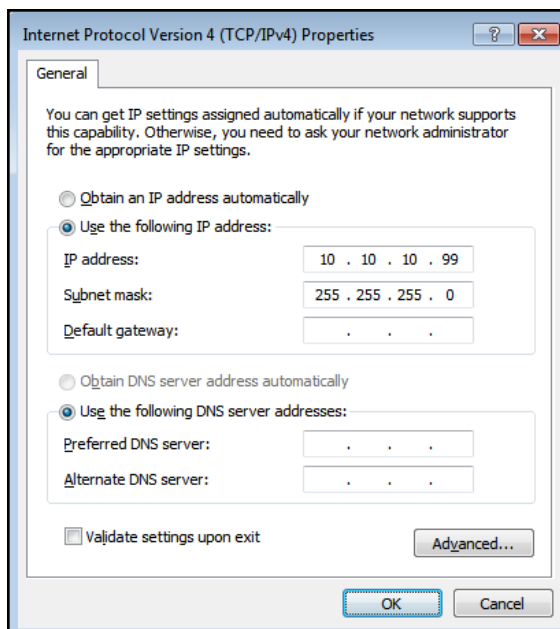 Internet Protocol Version 4 (TCP/IPv4) Properties
General
You can get IP settings assigned automatically if your network supports
this capability. Otherwise, you need to ask your network administrator
for the appropriate IP settings.
Obtain an IP address automatically
Use the following IP address:
IP address: 10 . 10 . 10 . 99
Subnet mask: 255 . 255 . 255 . 0
Default gateway: . . .
Obtain DNS server address automatically
Use the following DNS server addresses:
Preferred DNS server: . . .
Alternate DNS server: . . .
Validate settings upon exit
Advanced...
OK Cancel